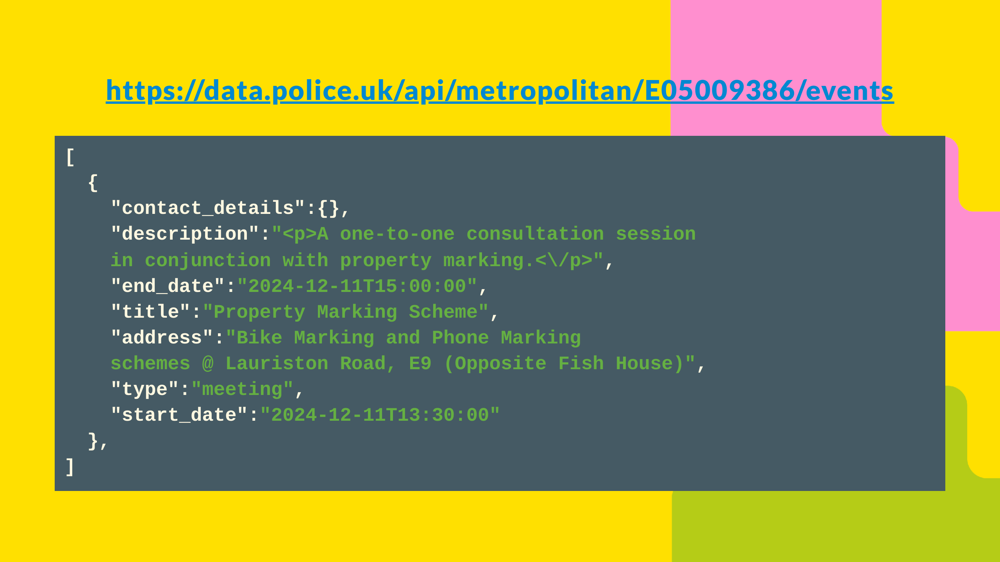 https://data.police.uk/api/metropolitan/E05009386/events
[
  {
    "contact_details":{},
    "description":"<p>A one-to-one consultation session
    in conjunction with property marking.<\/p>",
    "end_date":"2024-12-11T15:00:00",
    "title":"Property Marking Scheme",
    "address":"Bike Marking and Phone Marking
    schemes @ Lauriston Road, E9 (Opposite Fish House)",
    "type":"meeting",
    "start_date":"2024-12-11T13:30:00"
  },
]